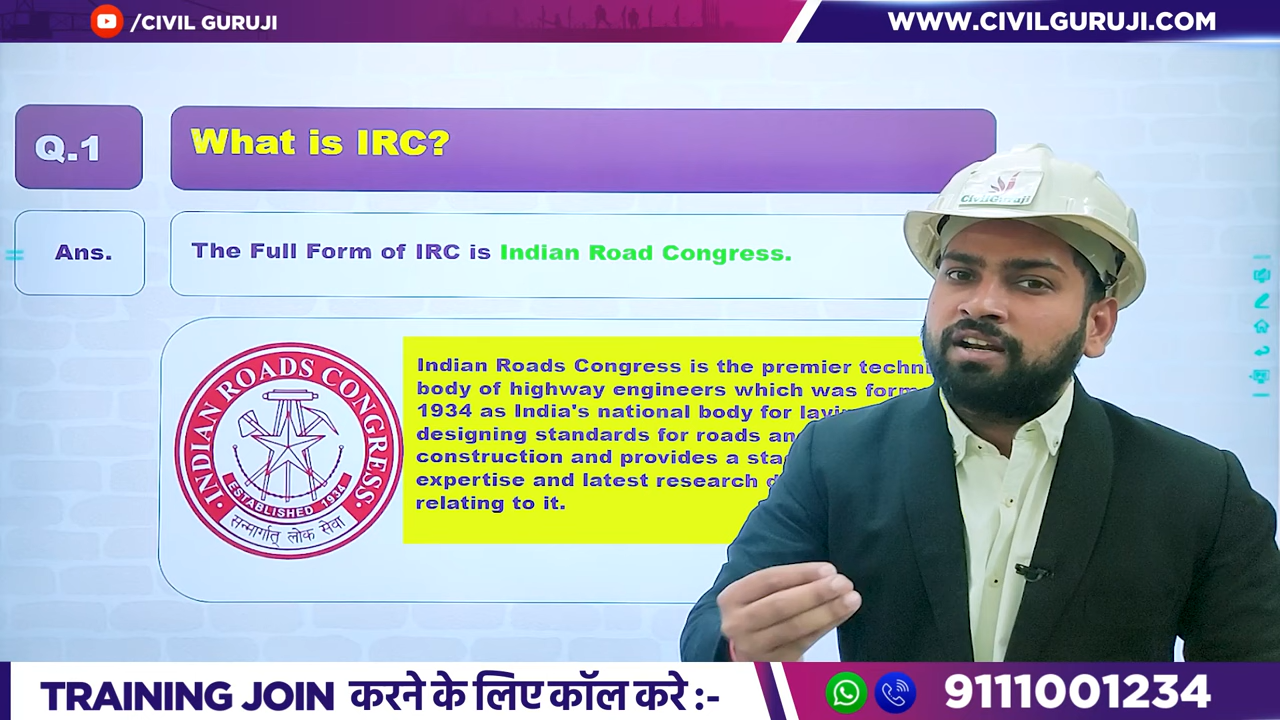 /CIVIL GURUJI
WWW.CIVILGURUJI.COM
Q.1
What is IRC?
CivilGuruji
Ans.
The Full Form of IRC is Indian Road Congress.
Indian Roads Congress is the premier
body of highway engineers which was
1934 as India's national body for
designing standards for roads
construction and provides a
expertise and latest research
relating to it.
INDIAN ROADS CONGRESS
ESTABLISHED 1934
सन्मार्गात् लोक सेवा
TRAINING JOIN करने के लिए कॉल करे :-
9111001234